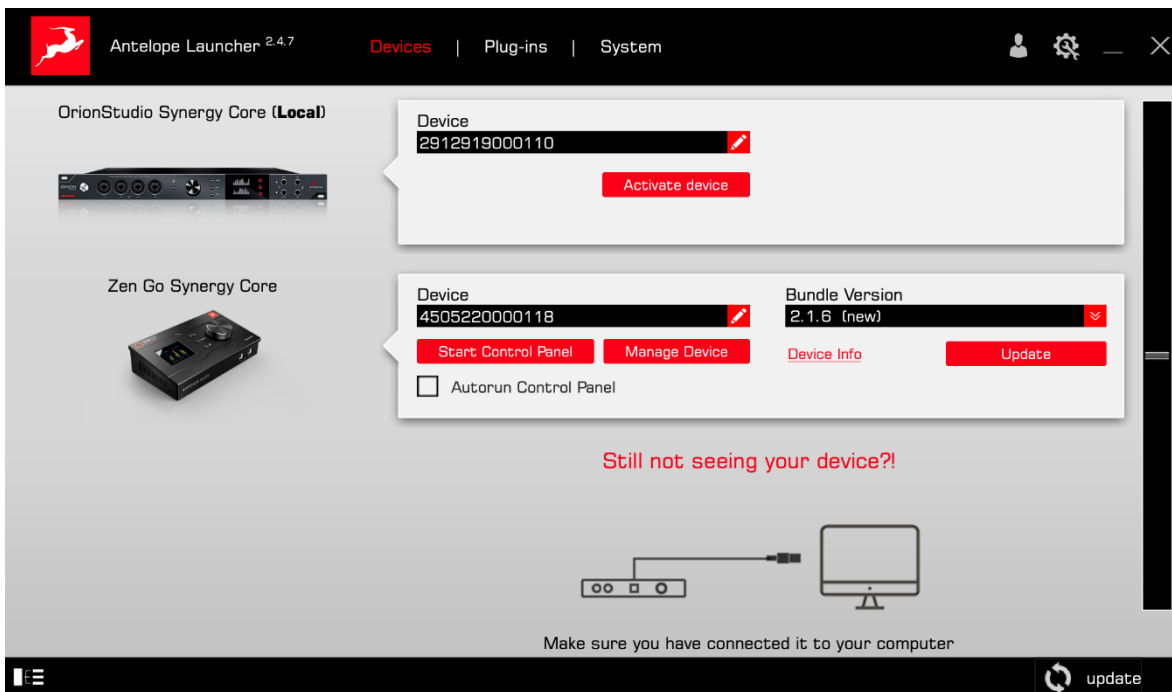 Antelope Launcher 2.4.7
Devices | Plug-ins | System
OrionStudio Synergy Core (Local)
Device
2912919000110
Activate device
Zen Go Synergy Core
Device
4505220000118
Start Control Panel
Manage Device
Autorun Control Panel
Bundle Version
2.1.6 (new)
Device Info
Update
Still not seeing your device?!
Make sure you have connected it to your computer
update